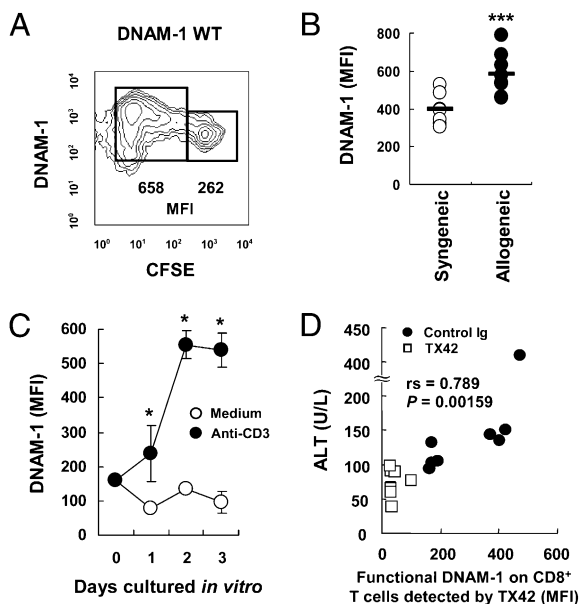 A
DNAM-1 WT
DNAM-1
10⁴
10³
10²
10¹
10⁰
658
262
MFI
10⁰ 10¹ 10² 10³ 10⁴
CFSE
B
***
DNAM-1 (MFI)
800
600
400
200
0
Syngeneic
Allogeneic
C
DNAM-1 (MFI)
600
500
400
300
200
100
0
*
*
*
Medium
Anti-CD3
0 1 2 3
Days cultured in vitro
D
Control Ig
TX42
ALT (U/L)
450
400
150
100
50
0
rs = 0.789
P = 0.00159
0 200 400 600
Functional DNAM-1 on CD8⁺
T cells detected by TX42 (MFI)